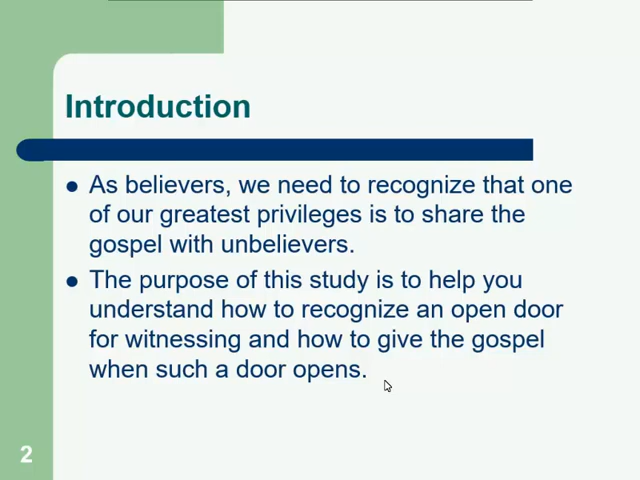 Introduction
● As believers, we need to recognize that one
of our greatest privileges is to share the
gospel with unbelievers.
● The purpose of this study is to help you
understand how to recognize an open door
for witnessing and how to give the gospel
when such a door opens.
2